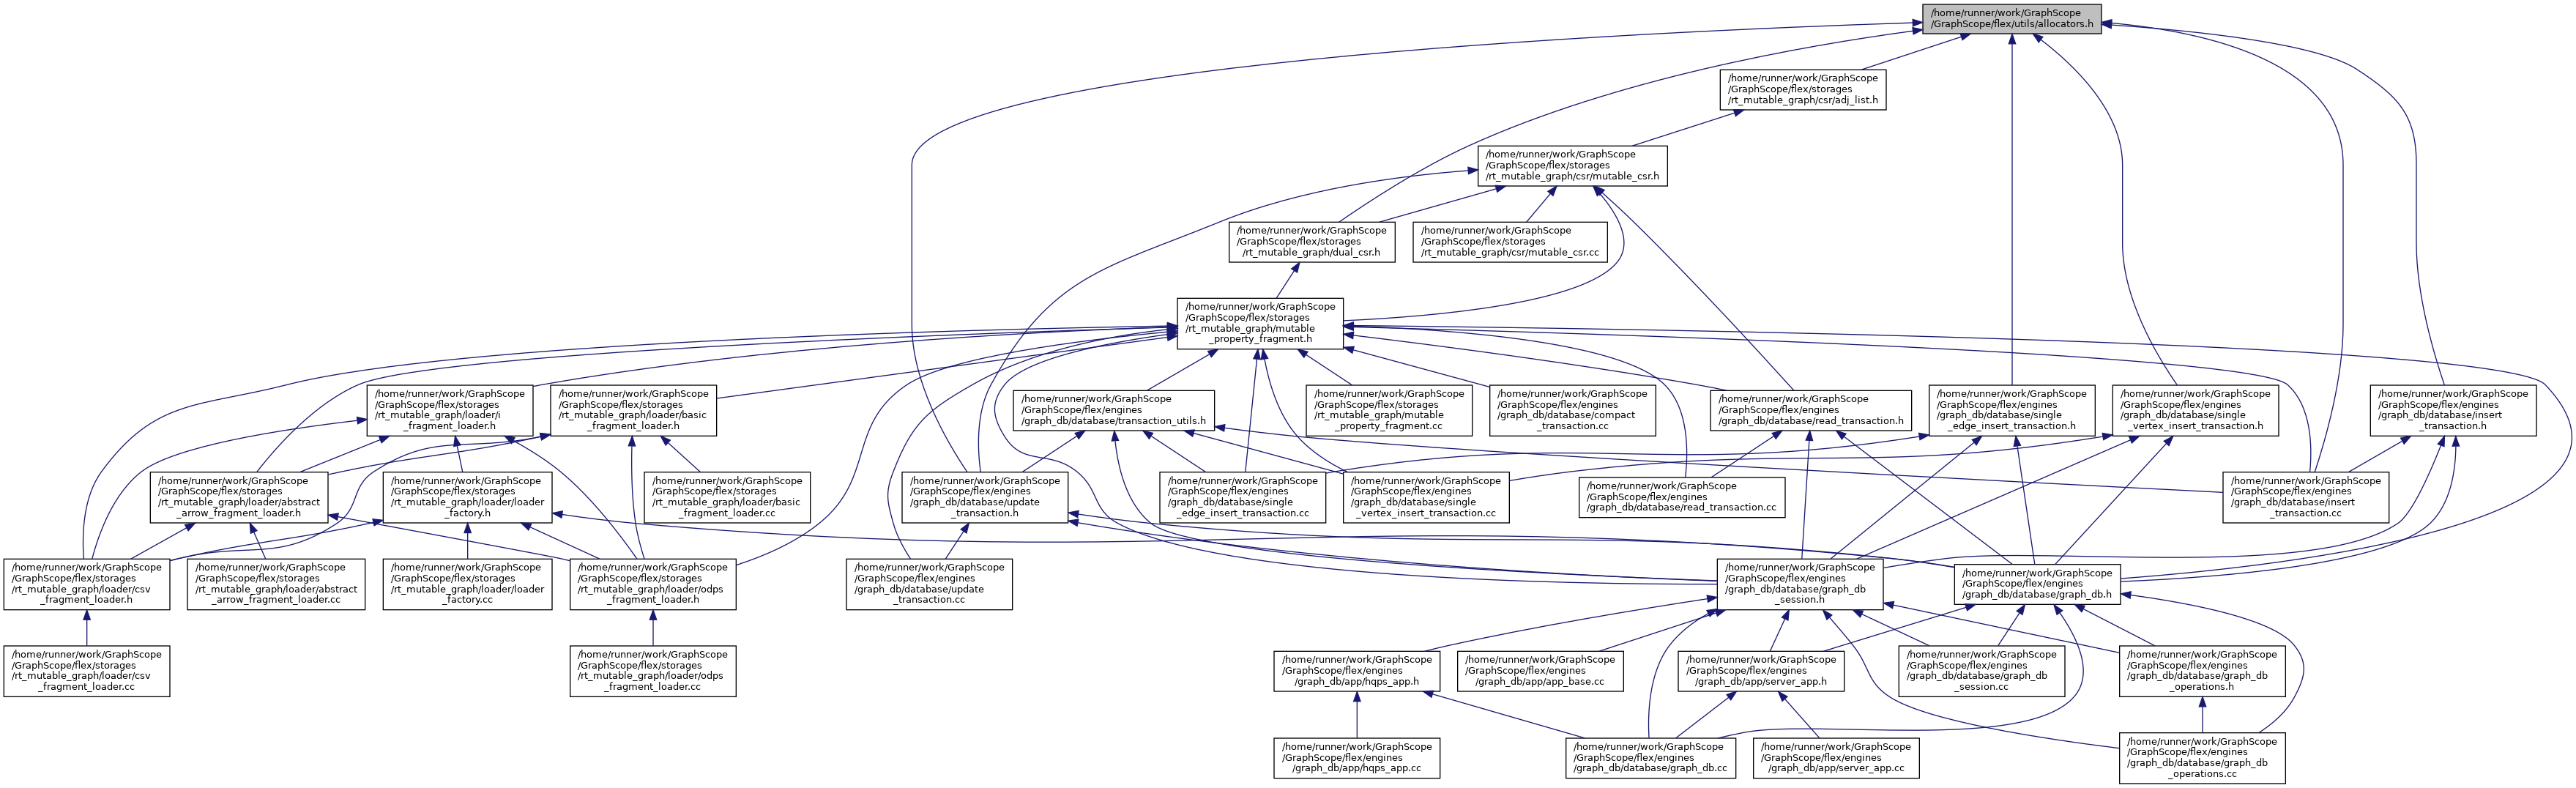 /home/runner/work/GraphScope
/GraphScope/flex/utils/allocators.h
/home/runner/work/GraphScope
/GraphScope/flex/storages
/rt_mutable_graph/csr/adj_list.h
/home/runner/work/GraphScope
/GraphScope/flex/storages
/rt_mutable_graph/csr/mutable_csr.h
/home/runner/work/GraphScope
/GraphScope/flex/storages
/rt_mutable_graph/dual_csr.h
/home/runner/work/GraphScope
/GraphScope/flex/storages
/rt_mutable_graph/csr/mutable_csr.cc
/home/runner/work/GraphScope
/GraphScope/flex/storages
/rt_mutable_graph/mutable
_property_fragment.h
/home/runner/work/GraphScope
/GraphScope/flex/storages
/rt_mutable_graph/loader/i
_fragment_loader.h
/home/runner/work/GraphScope
/GraphScope/flex/storages
/rt_mutable_graph/loader/basic
_fragment_loader.h
/home/runner/work/GraphScope
/GraphScope/flex/engines
/graph_db/database/transaction_utils.h
/home/runner/work/GraphScope
/GraphScope/flex/storages
/rt_mutable_graph/mutable
_property_fragment.cc
/home/runner/work/GraphScope
/GraphScope/flex/engines
/graph_db/database/compact
_transaction.cc
/home/runner/work/GraphScope
/GraphScope/flex/engines
/graph_db/database/read_transaction.h
/home/runner/work/GraphScope
/GraphScope/flex/engines
/graph_db/database/single
_edge_insert_transaction.h
/home/runner/work/GraphScope
/GraphScope/flex/engines
/graph_db/database/single
_vertex_insert_transaction.h
/home/runner/work/GraphScope
/GraphScope/flex/engines
/graph_db/database/insert
_transaction.h
/home/runner/work/GraphScope
/GraphScope/flex/storages
/rt_mutable_graph/loader/abstract
_arrow_fragment_loader.h
/home/runner/work/GraphScope
/GraphScope/flex/storages
/rt_mutable_graph/loader/loader
_factory.h
/home/runner/work/GraphScope
/GraphScope/flex/storages
/rt_mutable_graph/loader/basic
_fragment_loader.cc
/home/runner/work/GraphScope
/GraphScope/flex/engines
/graph_db/database/update
_transaction.h
/home/runner/work/GraphScope
/GraphScope/flex/engines
/graph_db/database/single
_edge_insert_transaction.cc
/home/runner/work/GraphScope
/GraphScope/flex/engines
/graph_db/database/single
_vertex_insert_transaction.cc
/home/runner/work/GraphScope
/GraphScope/flex/engines
/graph_db/database/read_transaction.cc
/home/runner/work/GraphScope
/GraphScope/flex/engines
/graph_db/database/insert
_transaction.cc
/home/runner/work/GraphScope
/GraphScope/flex/storages
/rt_mutable_graph/loader/csv
_fragment_loader.h
/home/runner/work/GraphScope
/GraphScope/flex/storages
/rt_mutable_graph/loader/abstract
_arrow_fragment_loader.cc
/home/runner/work/GraphScope
/GraphScope/flex/storages
/rt_mutable_graph/loader/loader
_factory.cc
/home/runner/work/GraphScope
/GraphScope/flex/storages
/rt_mutable_graph/loader/odps
_fragment_loader.h
/home/runner/work/GraphScope
/GraphScope/flex/engines
/graph_db/database/update
_transaction.cc
/home/runner/work/GraphScope
/GraphScope/flex/engines
/graph_db/database/graph_db
_session.h
/home/runner/work/GraphScope
/GraphScope/flex/engines
/graph_db/database/graph_db.h
/home/runner/work/GraphScope
/GraphScope/flex/storages
/rt_mutable_graph/loader/csv
_fragment_loader.cc
/home/runner/work/GraphScope
/GraphScope/flex/storages
/rt_mutable_graph/loader/odps
_fragment_loader.cc
/home/runner/work/GraphScope
/GraphScope/flex/engines
/graph_db/app/hqps_app.h
/home/runner/work/GraphScope
/GraphScope/flex/engines
/graph_db/app/app_base.cc
/home/runner/work/GraphScope
/GraphScope/flex/engines
/graph_db/app/server_app.h
/home/runner/work/GraphScope
/GraphScope/flex/engines
/graph_db/database/graph_db
_session.cc
/home/runner/work/GraphScope
/GraphScope/flex/engines
/graph_db/database/graph_db
_operations.h
/home/runner/work/GraphScope
/GraphScope/flex/engines
/graph_db/app/hqps_app.cc
/home/runner/work/GraphScope
/GraphScope/flex/engines
/graph_db/database/graph_db.cc
/home/runner/work/GraphScope
/GraphScope/flex/engines
/graph_db/app/server_app.cc
/home/runner/work/GraphScope
/GraphScope/flex/engines
/graph_db/database/graph_db
_operations.cc